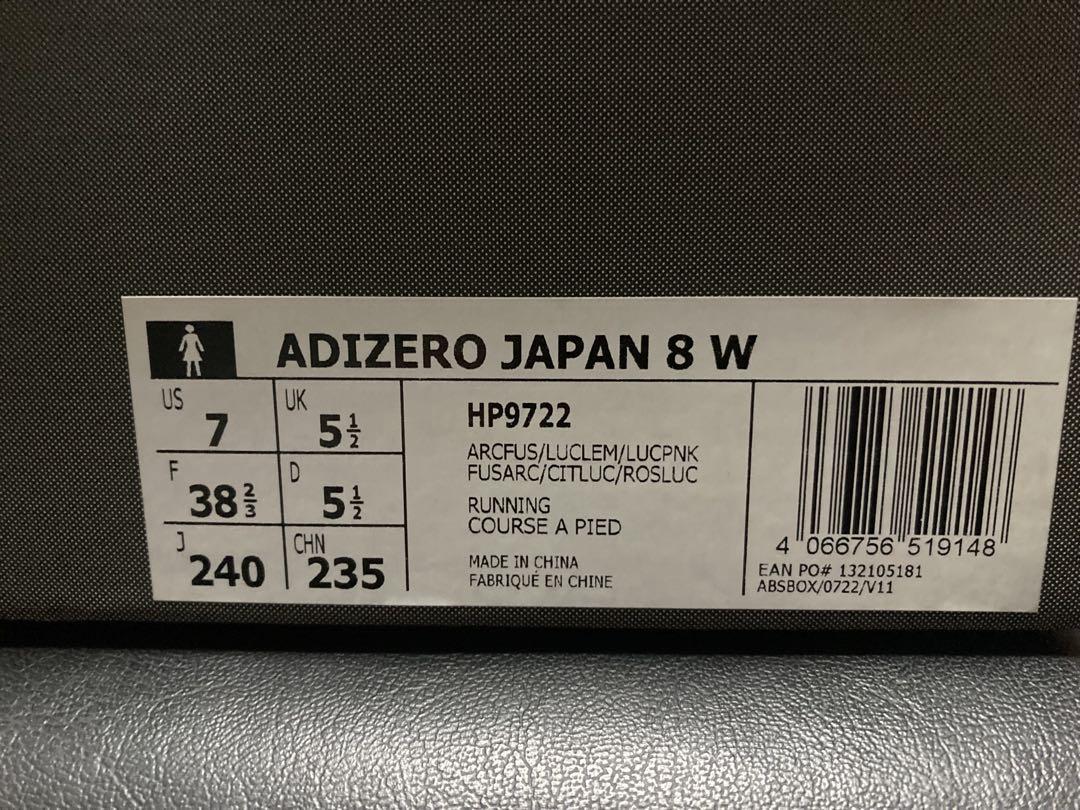 ADIZERO JAPAN 8 W
US 7
UK 5½
F 38⅔
D 5½
J 240
CHN 235
HP9722
ARCFUS/LUCLEM/LUCPNK
FUSARC/CITLUC/ROSLUC
RUNNING
COURSE A PIED
MADE IN CHINA
FABRIQUÉ EN CHINE
4 066756 519148
EAN PO# 132105181
ABSBOX/0722/V11